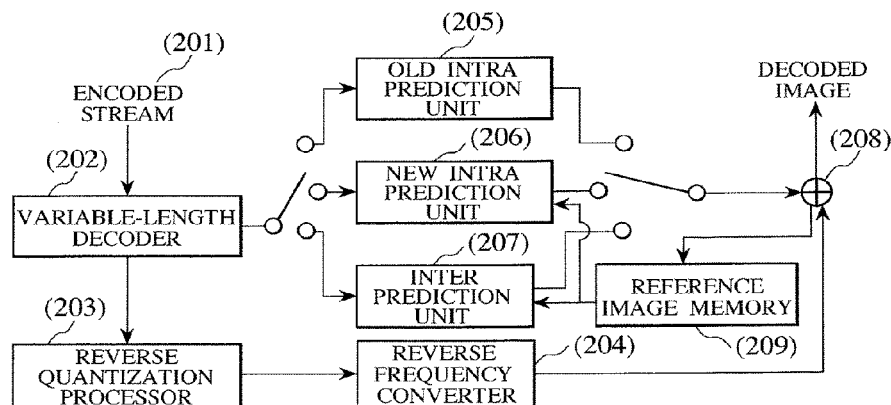 (201)
ENCODED
STREAM
(202)
VARIABLE-LENGTH
DECODER
(203)
REVERSE
QUANTIZATION
PROCESSOR
(205)
OLD INTRA
PREDICTION
UNIT
(206)
NEW INTRA
PREDICTION
UNIT
(207)
INTER
PREDICTION
UNIT
REVERSE
FREQUENCY
CONVERTER
(204)
DECODED
IMAGE
(208)
REFERENCE
IMAGE MEMORY
(209)